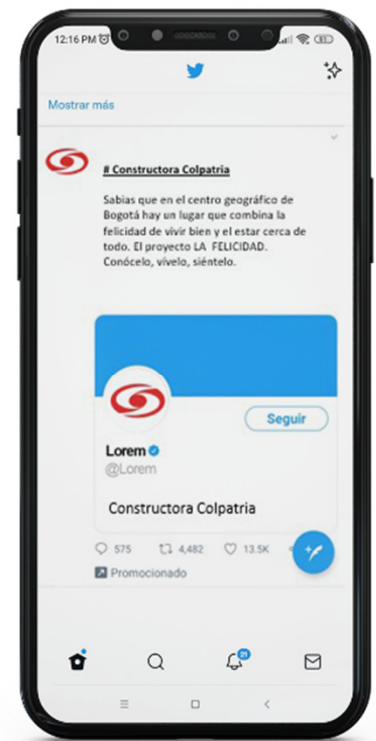 12:16 PM
Mostrar más
# Constructora Colpatria
Sabias que en el centro geográfico de
Bogotá hay un lugar que combina la
felicidad de vivir bien y el estar cerca de
todo. El proyecto LA FELICIDAD.
Conócelo, vívelo, siéntelo.
Seguir
Lorem
@Lorem
Constructora Colpatria
575 4,482 13.5K
Promocionado
21